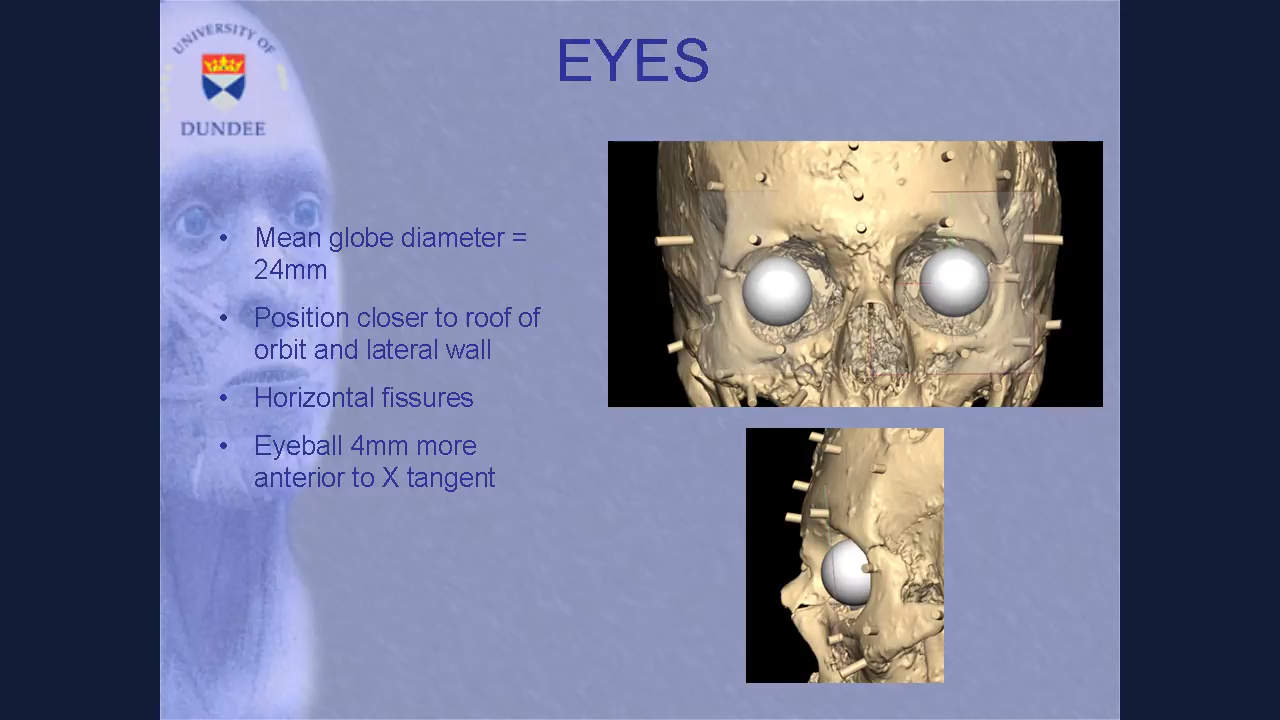 UNIVERSITY OF
DUNDEE
EYES
• Mean globe diameter =
24mm
• Position closer to roof of
orbit and lateral wall
• Horizontal fissures
• Eyeball 4mm more
anterior to X tangent